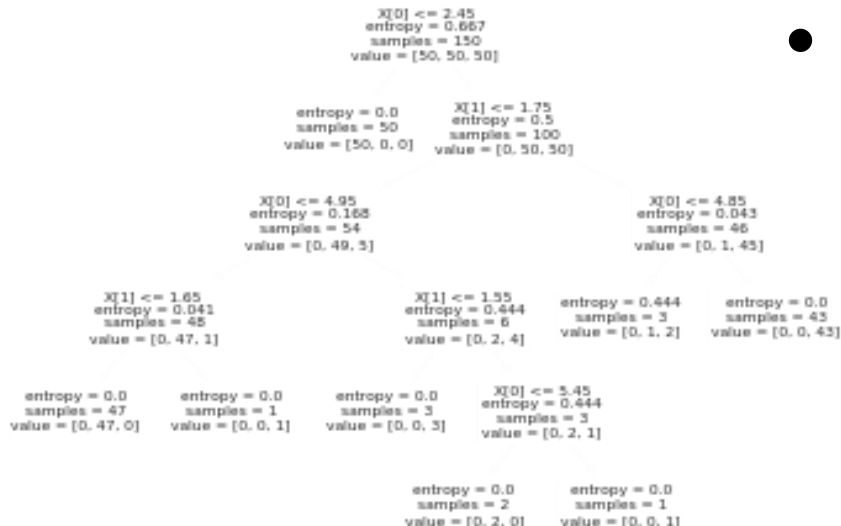 X[0] <= 2.45
entropy = 0.667
samples = 150
value = [50, 50, 50]
entropy = 0.0
samples = 50
value = [50, 0, 0]
X[1] <= 1.75
entropy = 0.5
samples = 100
value = [0, 50, 50]
X[0] <= 4.95
entropy = 0.168
samples = 54
value = [0, 49, 5]
X[0] <= 4.85
entropy = 0.043
samples = 46
value = [0, 1, 45]
X[1] <= 1.65
entropy = 0.041
samples = 48
value = [0, 47, 1]
X[1] <= 1.55
entropy = 0.444
samples = 6
value = [0, 2, 4]
entropy = 0.444
samples = 3
value = [0, 1, 2]
entropy = 0.0
samples = 43
value = [0, 0, 43]
entropy = 0.0
samples = 47
value = [0, 47, 0]
entropy = 0.0
samples = 1
value = [0, 0, 1]
entropy = 0.0
samples = 3
value = [0, 0, 3]
X[0] <= 5.45
entropy = 0.444
samples = 3
value = [0, 2, 1]
entropy = 0.0
samples = 2
value = [0, 2, 0]
entropy = 0.0
samples = 1
value = [0, 0, 1]